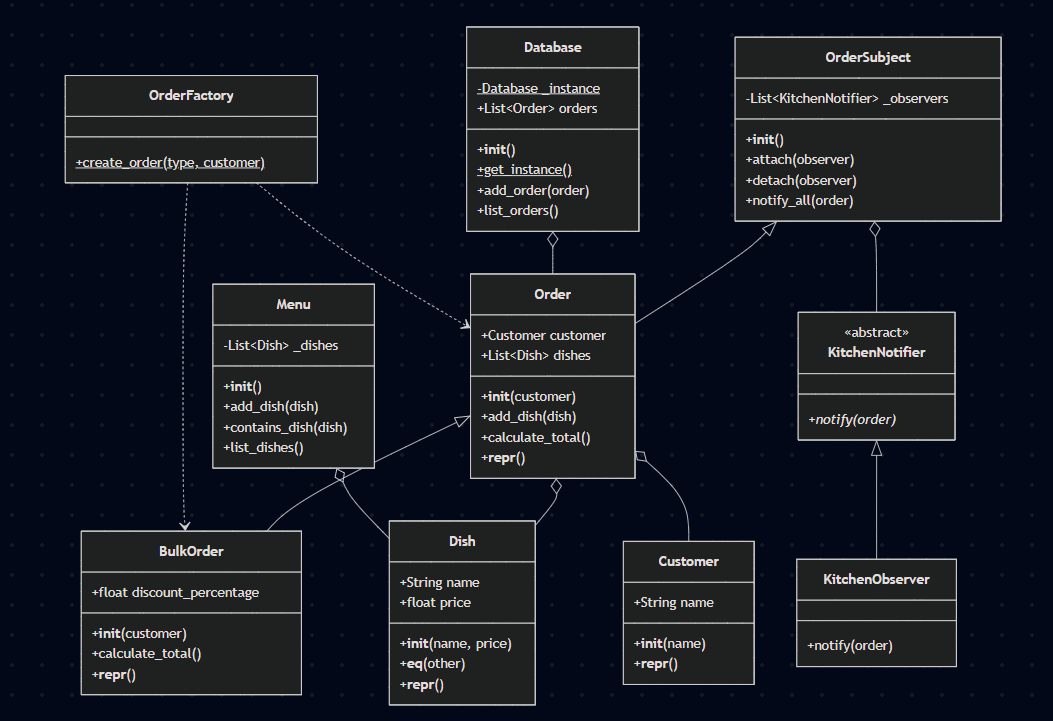 OrderFactory
+create_order(type, customer)
Database
-Database _instance
+List<Order> orders
+init()
+get_instance()
+add_order(order)
+list_orders()
OrderSubject
-List<KitchenNotifier> _observers
+init()
+attach(observer)
+detach(observer)
+notify_all(order)
Menu
-List<Dish> _dishes
+init()
+add_dish(dish)
+contains_dish(dish)
+list_dishes()
Order
+Customer customer
+List<Dish> dishes
+init(customer)
+add_dish(dish)
+calculate_total()
+repr()
«abstract»
KitchenNotifier
+notify(order)
BulkOrder
+float discount_percentage
+init(customer)
+calculate_total()
+repr()
Dish
+String name
+float price
+init(name, price)
+eq(other)
+repr()
Customer
+String name
+init(name)
+repr()
KitchenObserver
+notify(order)